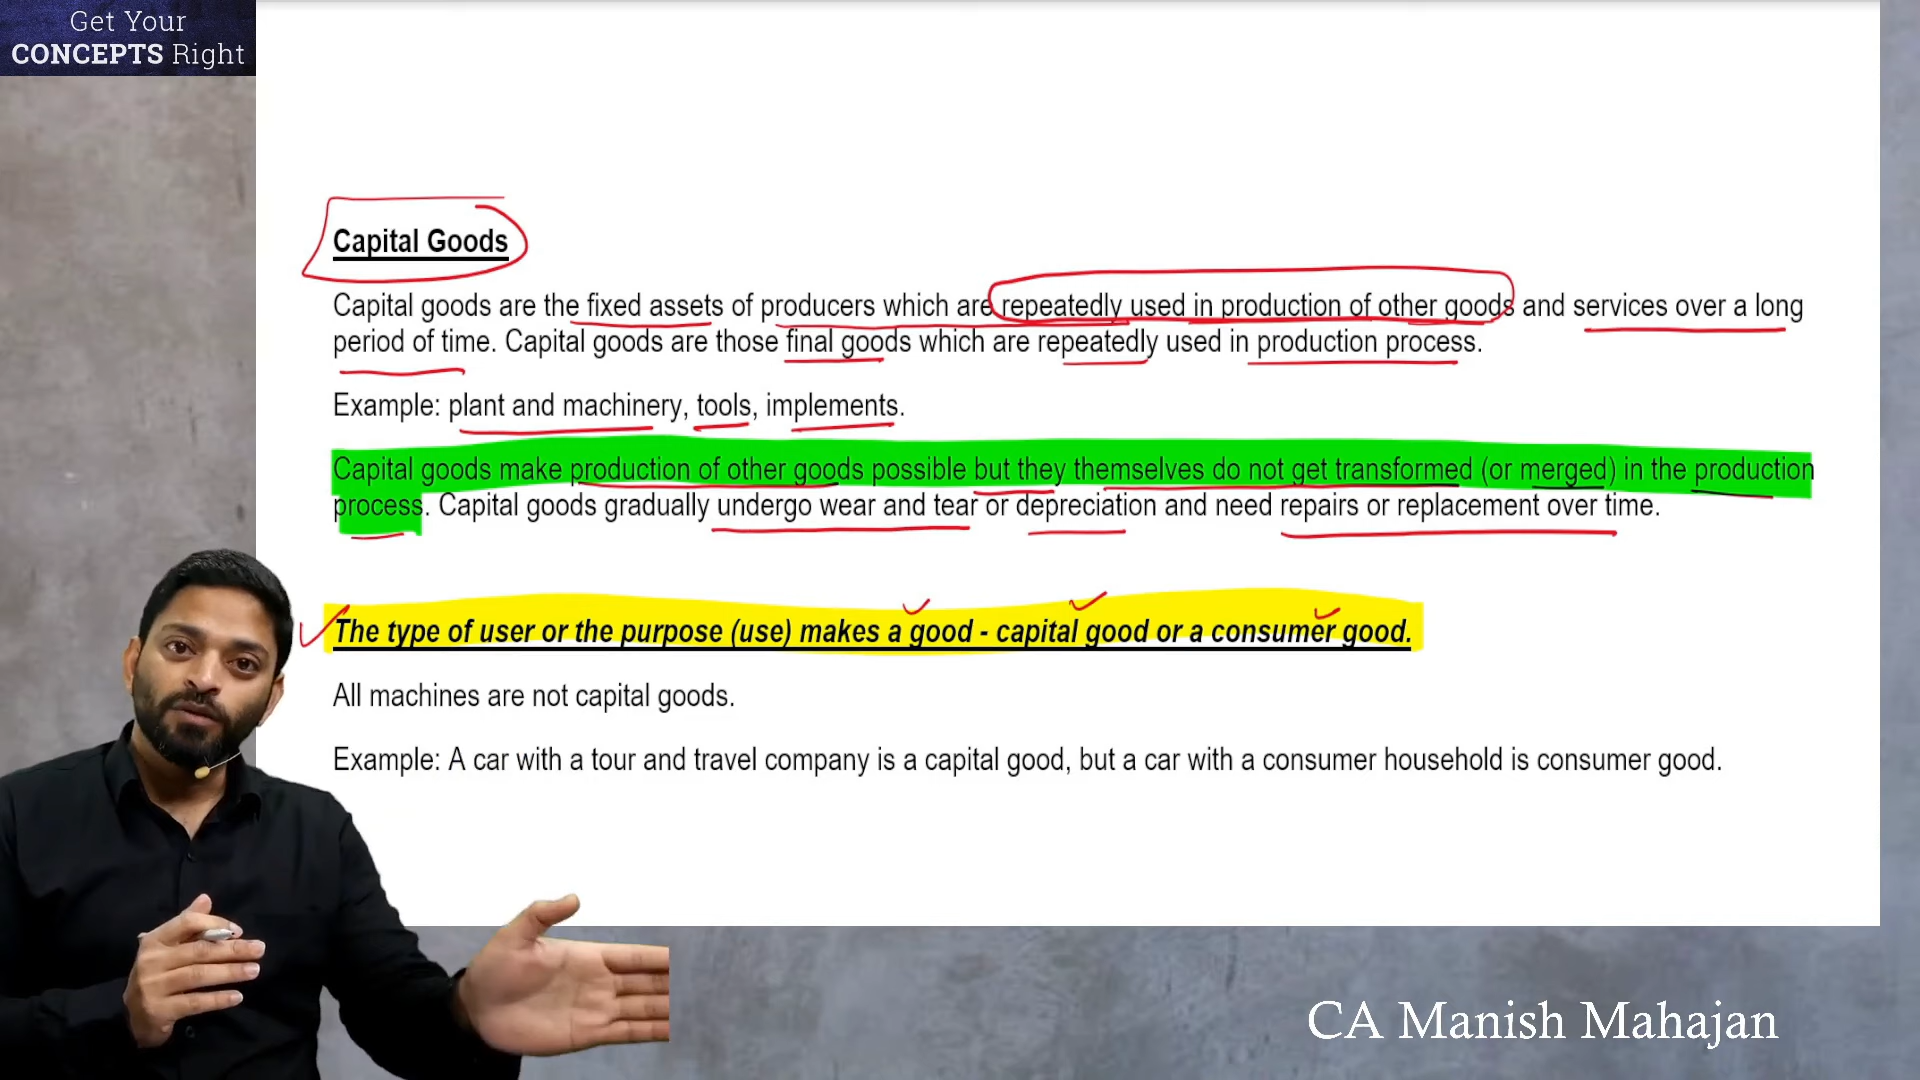 Get Your
CONCEPTS Right
Capital Goods
Capital goods are the fixed assets of producers which are repeatedly used in production of other goods and services over a long
period of time. Capital goods are those final goods which are repeatedly used in production process.
Example: plant and machinery, tools, implements.
Capital goods make production of other goods possible but they themselves do not get transformed (or merged) in the production
process. Capital goods gradually undergo wear and tear or depreciation and need repairs or replacement over time.
The type of user or the purpose (use) makes a good - capital good or a consumer good.
All machines are not capital goods.
Example: A car with a tour and travel company is a capital good, but a car with a consumer household is consumer good.
CA Manish Mahajan